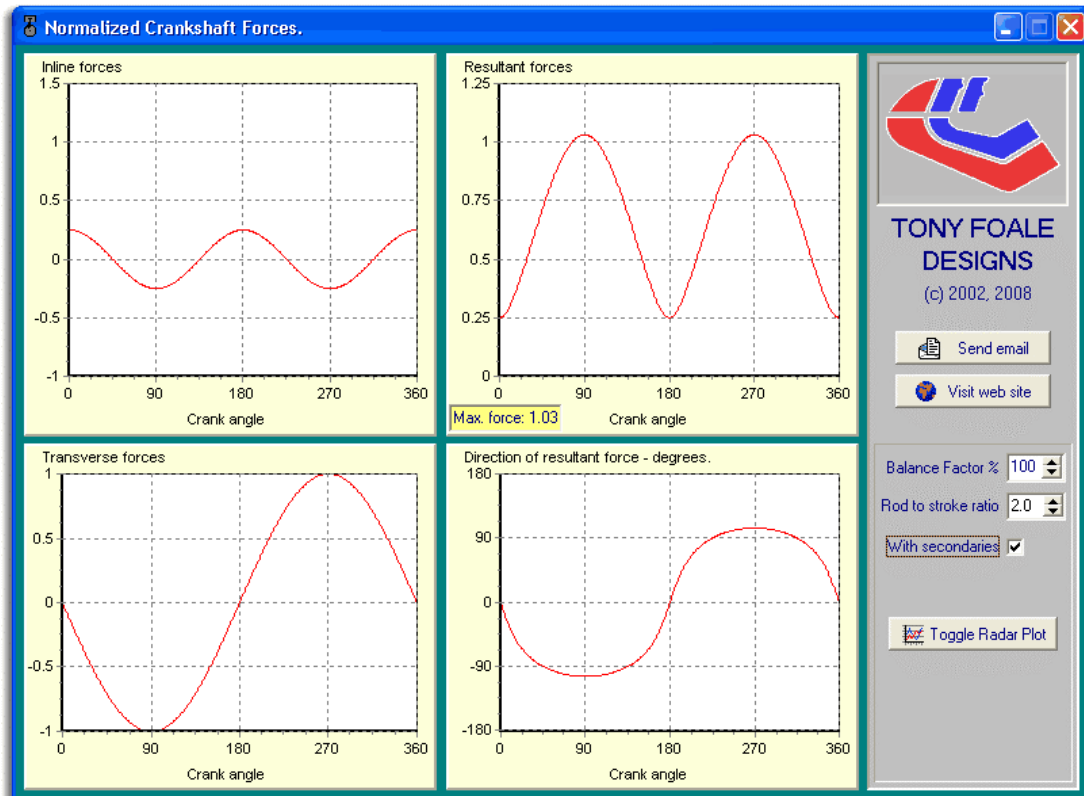 Normalized Crankshaft Forces.
Inline forces
1.5
1
0.5
0
-0.5
-1
0 90 180 270 360
Crank angle
Resultant forces
1.25
1
0.75
0.5
0.25
0
0 90 180 270 360
Max. force: 1.03
Crank angle
Transverse forces
1
0.5
0
-0.5
-1
0 90 180 270 360
Crank angle
Direction of resultant force - degrees.
180
90
0
-90
-180
0 90 180 270 360
Crank angle
TONY FOALE
DESIGNS
(c) 2002, 2008
Send email
Visit web site
Balance Factor % 100
Rod to stroke ratio 2.0
With secondaries
Toggle Radar Plot